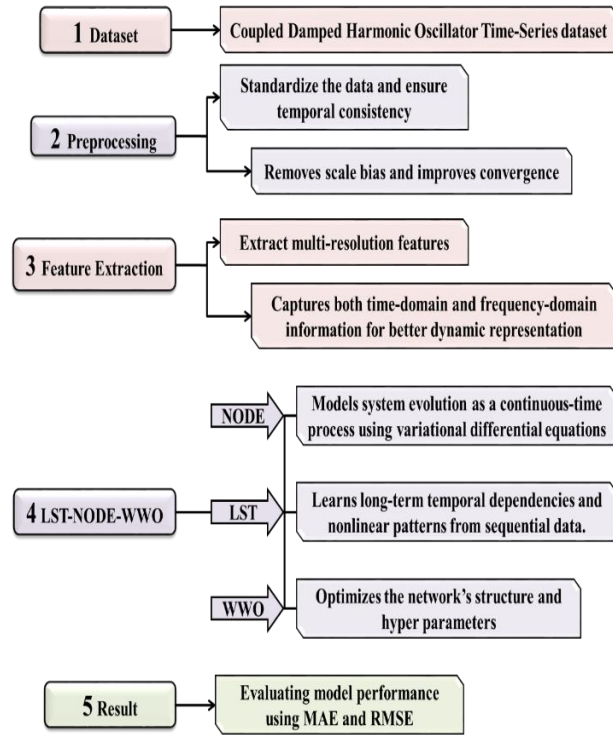 1 Dataset
Coupled Damped Harmonic Oscillator Time-Series dataset
2 Preprocessing
Standardize the data and ensure
temporal consistency
Removes scale bias and improves convergence
3 Feature Extraction
Extract multi-resolution features
Captures both time-domain and frequency-domain
information for better dynamic representation
4 LST-NODE-WWO
NODE
Models system evolution as a continuous-time
process using variational differential equations
LST
Learns long-term temporal dependencies and
nonlinear patterns from sequential data.
WWO
Optimizes the network's structure and
hyper parameters
5 Result
Evaluating model performance
using MAE and RMSE